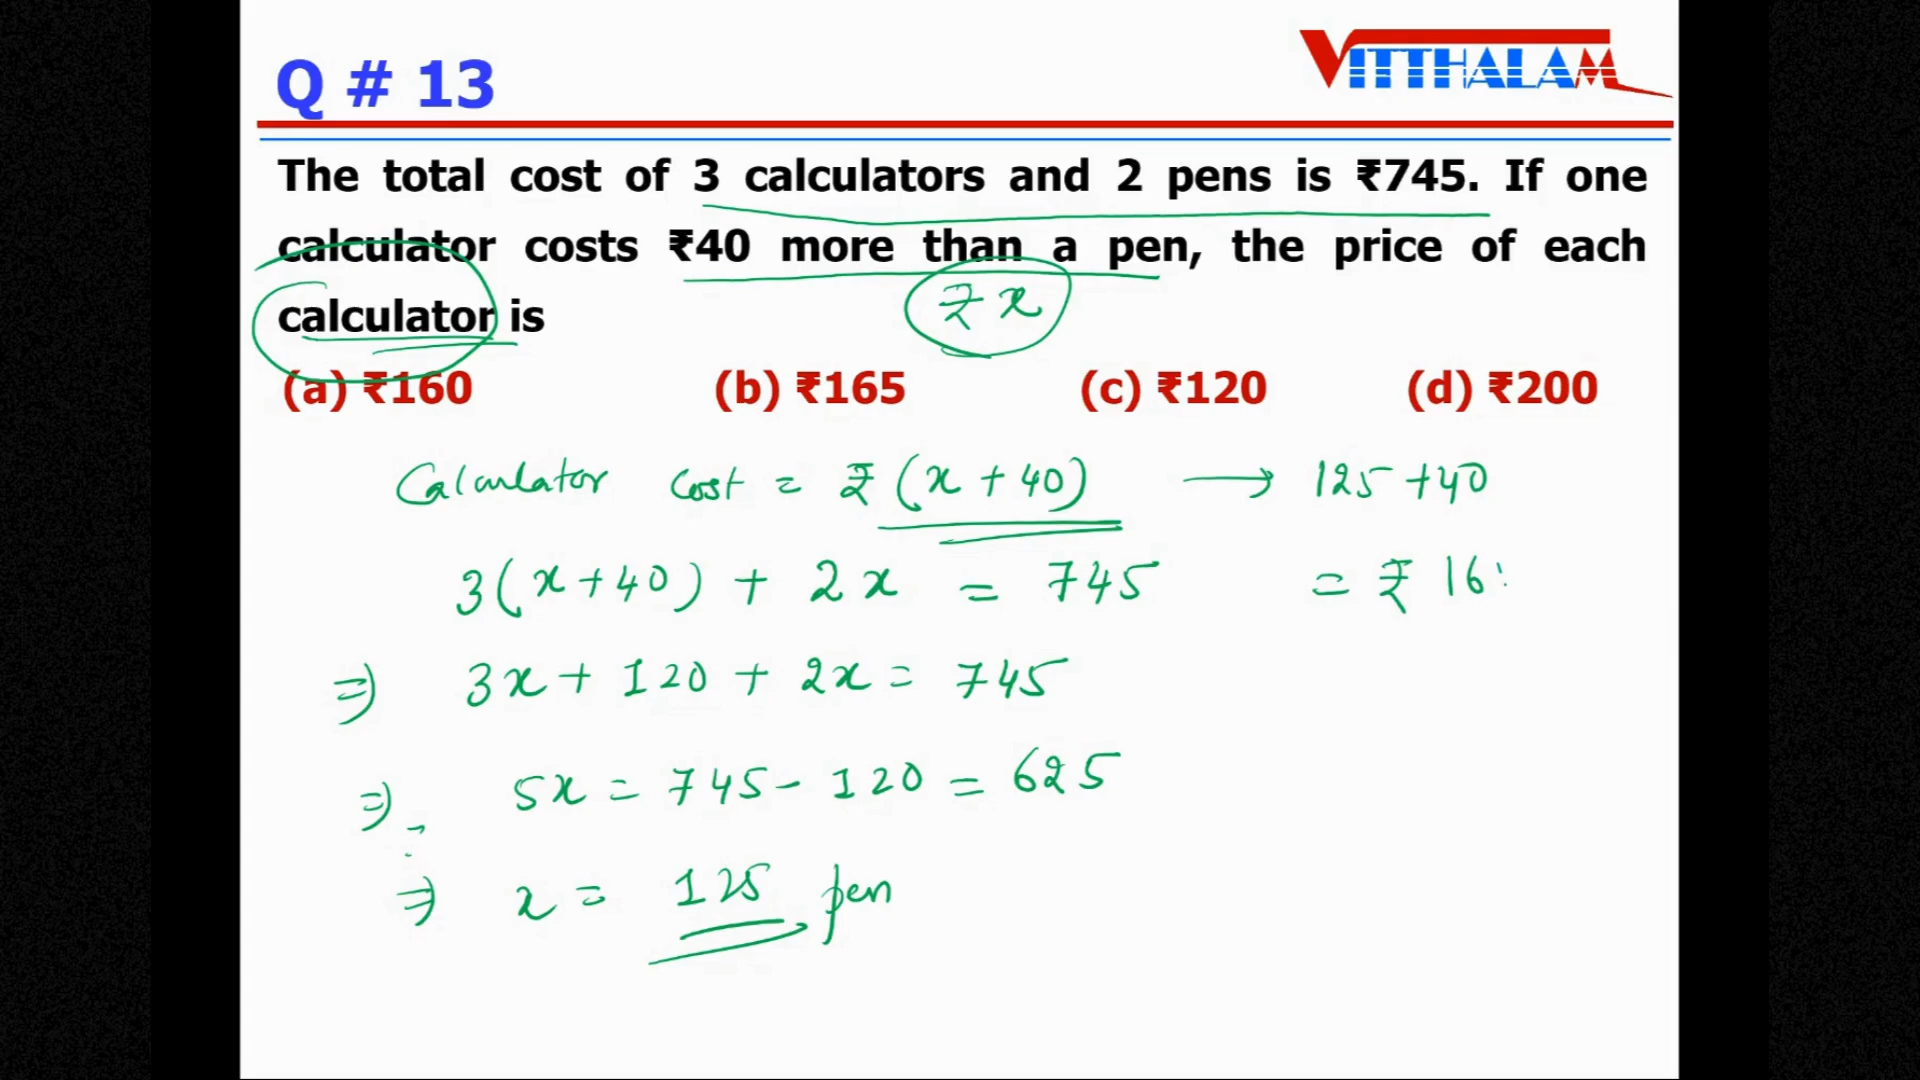 Q # 13
VITTHALAM
The total cost of 3 calculators and 2 pens is ₹745. If one
calculator costs ₹40 more than a pen, the price of each
calculator is
₹ x
(a) ₹160 (b) ₹165 (c) ₹120 (d) ₹200
Calculator cost = ₹ (x + 40) → 125 + 40
3(x + 40) + 2x = 745 = ₹ 16
⇒ 3x + 120 + 2x = 745
⇒ 5x = 745 - 120 = 625
⇒ x = 125 pen